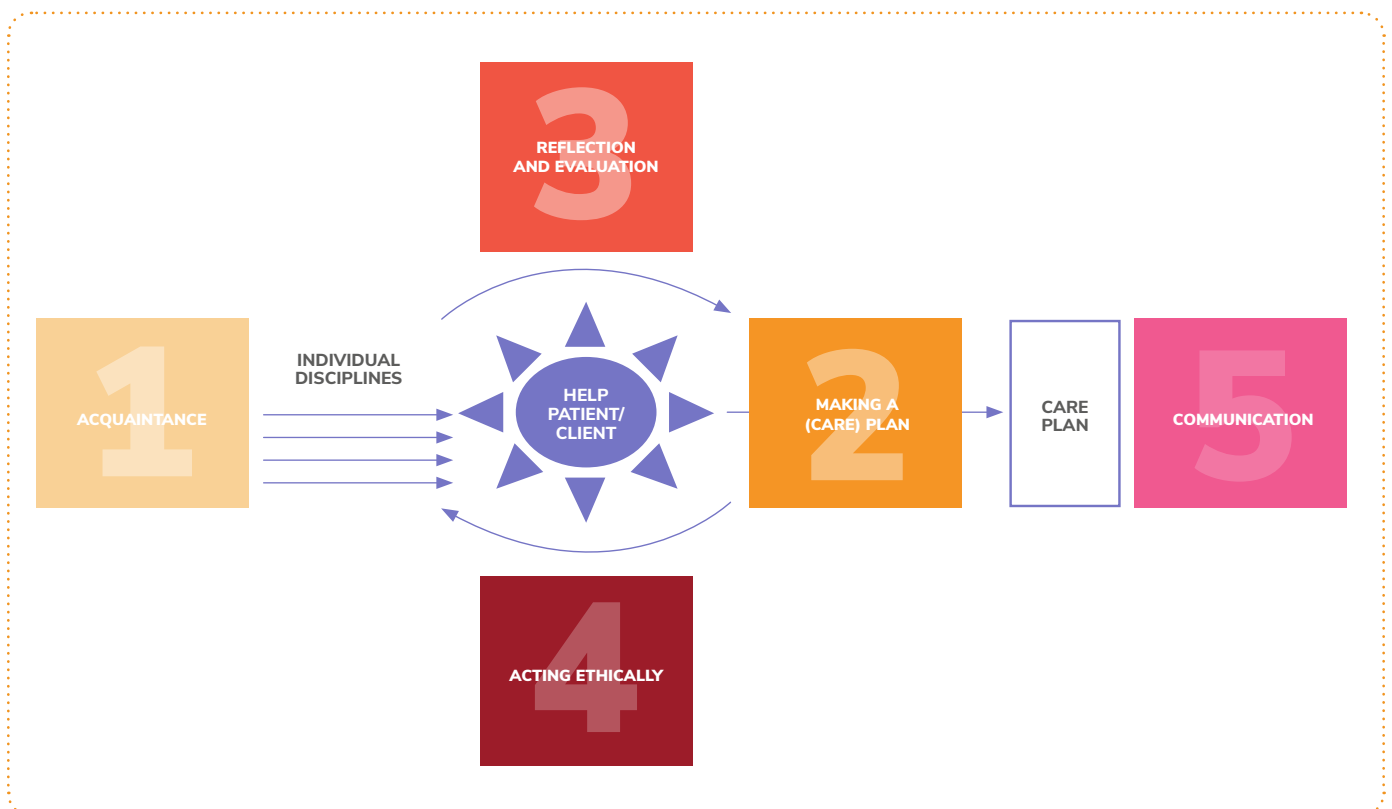 3
REFLECTION
AND EVALUATION
1
ACQUAINTANCE
INDIVIDUAL
DISCIPLINES
HELP
PATIENT/
CLIENT
2
MAKING A
(CARE) PLAN
CARE
PLAN
5
COMMUNICATION
4
ACTING ETHICALLY